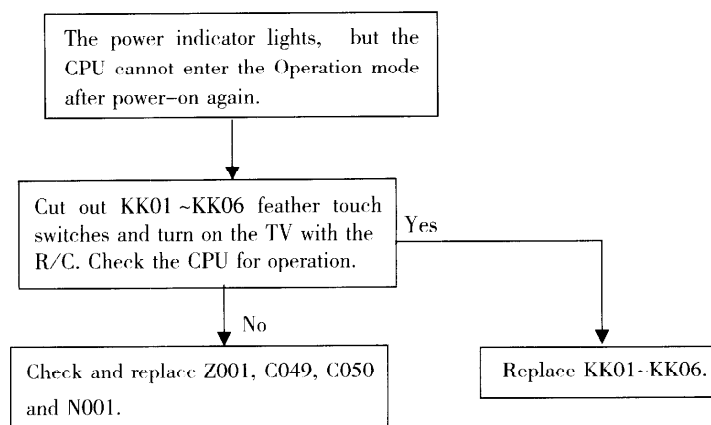 The power indicator lights, but the
CPU cannot enter the Operation mode
after power-on again.
Cut out KK01~KK06 feather touch
switches and turn on the TV with the
R/C. Check the CPU for operation.
Yes
No
Check and replace Z001, C049, C050
and N001.
Replace KK01~KK06.